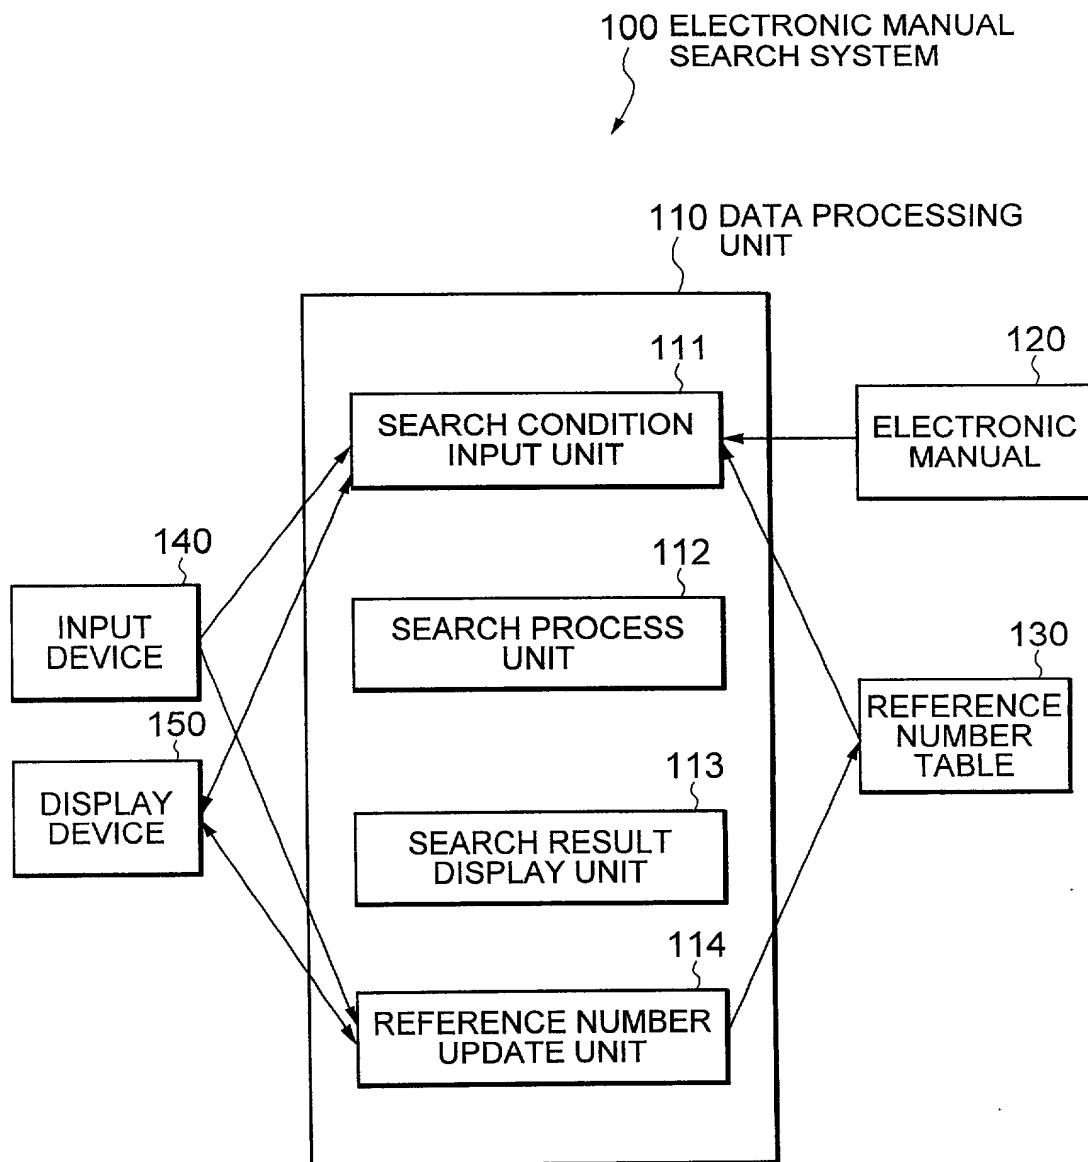 100 ELECTRONIC MANUAL
SEARCH SYSTEM
110 DATA PROCESSING
UNIT
111
SEARCH CONDITION
INPUT UNIT
120
ELECTRONIC
MANUAL
140
INPUT
DEVICE
112
SEARCH PROCESS
UNIT
130
REFERENCE
NUMBER
TABLE
150
DISPLAY
DEVICE
113
SEARCH RESULT
DISPLAY UNIT
114
REFERENCE NUMBER
UPDATE UNIT